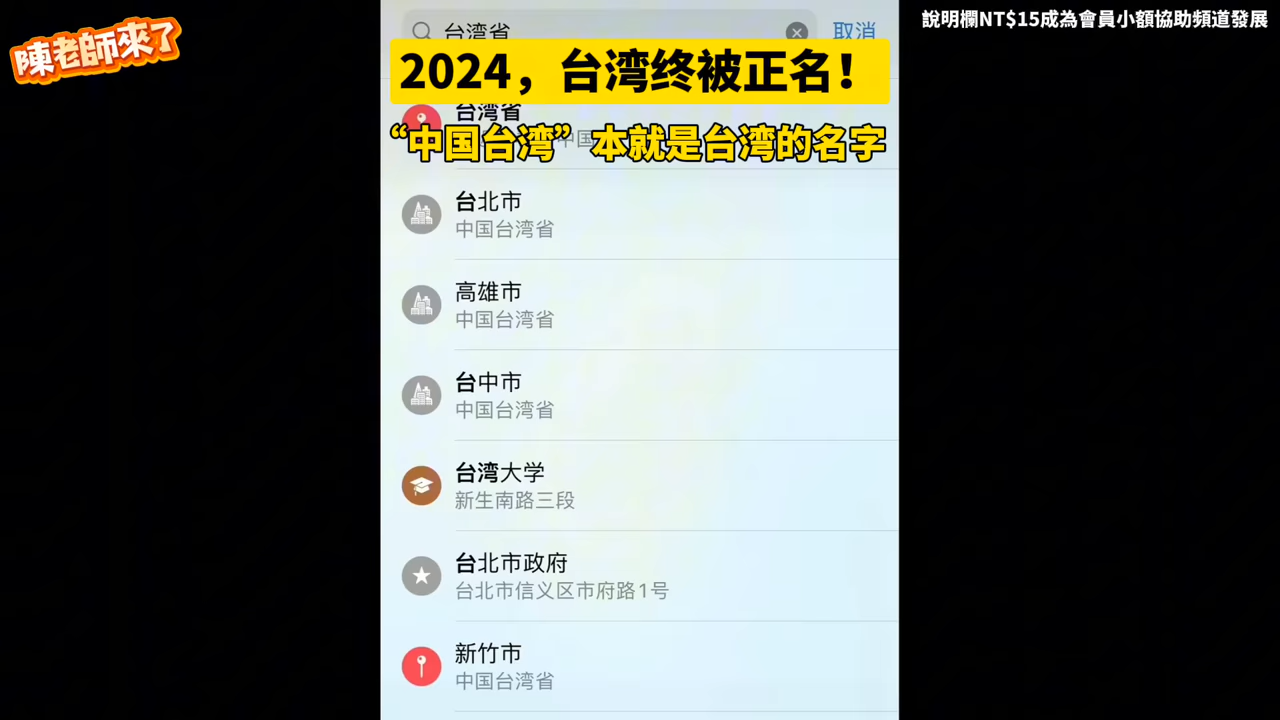 陳老師來了
說明欄NT$15成為會員小額協助頻道發展
台湾省
取消
2024，台湾终被正名！
台湾省
“中国台湾”本就是台湾的名字
台北市
中国台湾省
高雄市
中国台湾省
台中市
中国台湾省
台湾大学
新生南路三段
台北市政府
台北市信义区市府路1号
新竹市
中国台湾省